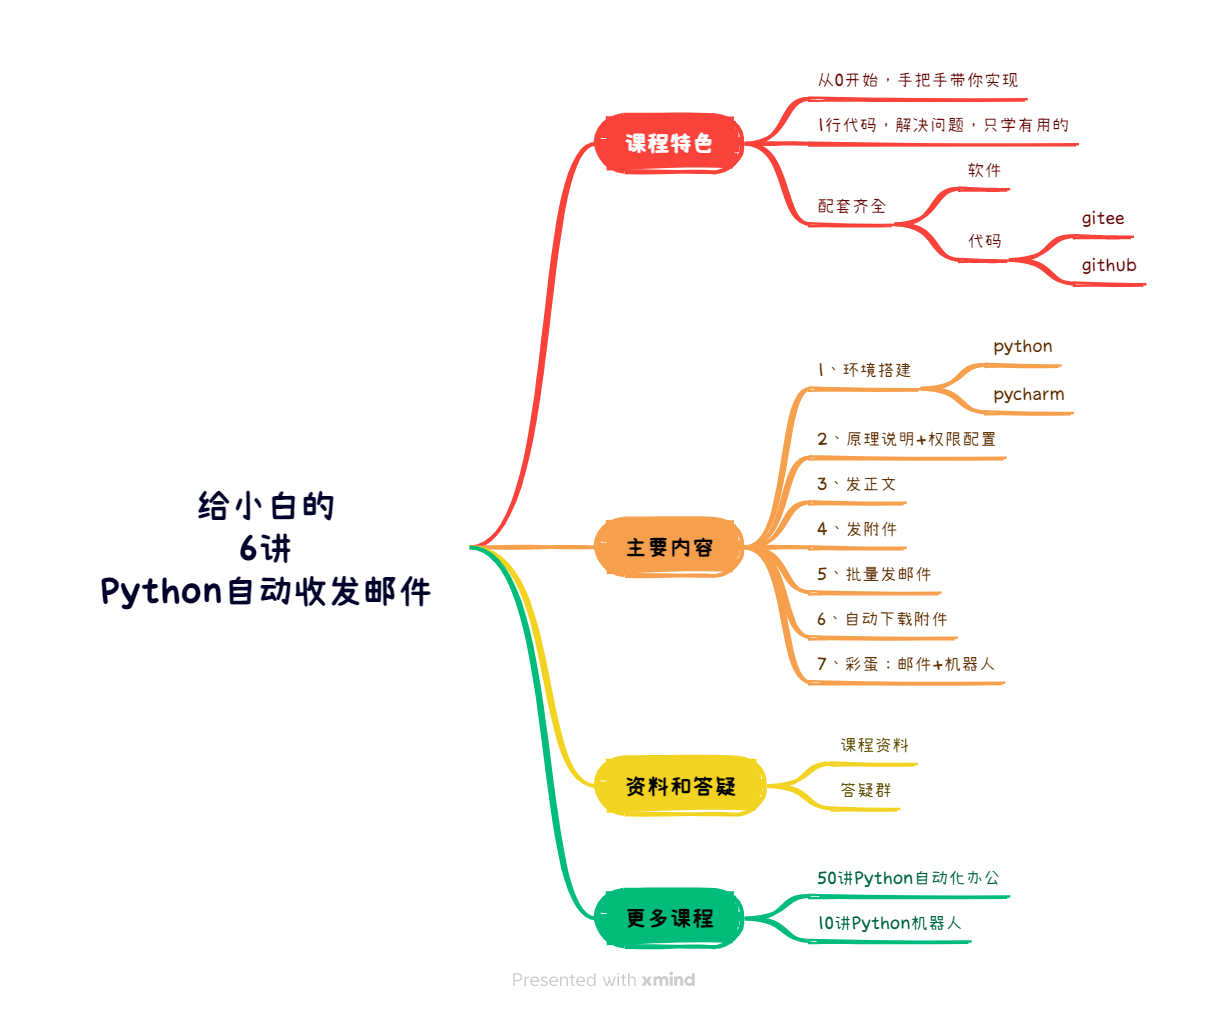 给小白的
6讲
Python自动收发邮件
课程特色
从0开始，手把手带你实现
1行代码，解决问题，只学有用的
配套齐全
软件
代码
gitee
github
主要内容
1、环境搭建
python
pycharm
2、原理说明+权限配置
3、发正文
4、发附件
5、批量发邮件
6、自动下载附件
7、彩蛋：邮件+机器人
资料和答疑
课程资料
答疑群
更多课程
50讲Python自动化办公
10讲Python机器人
Presented with xmind